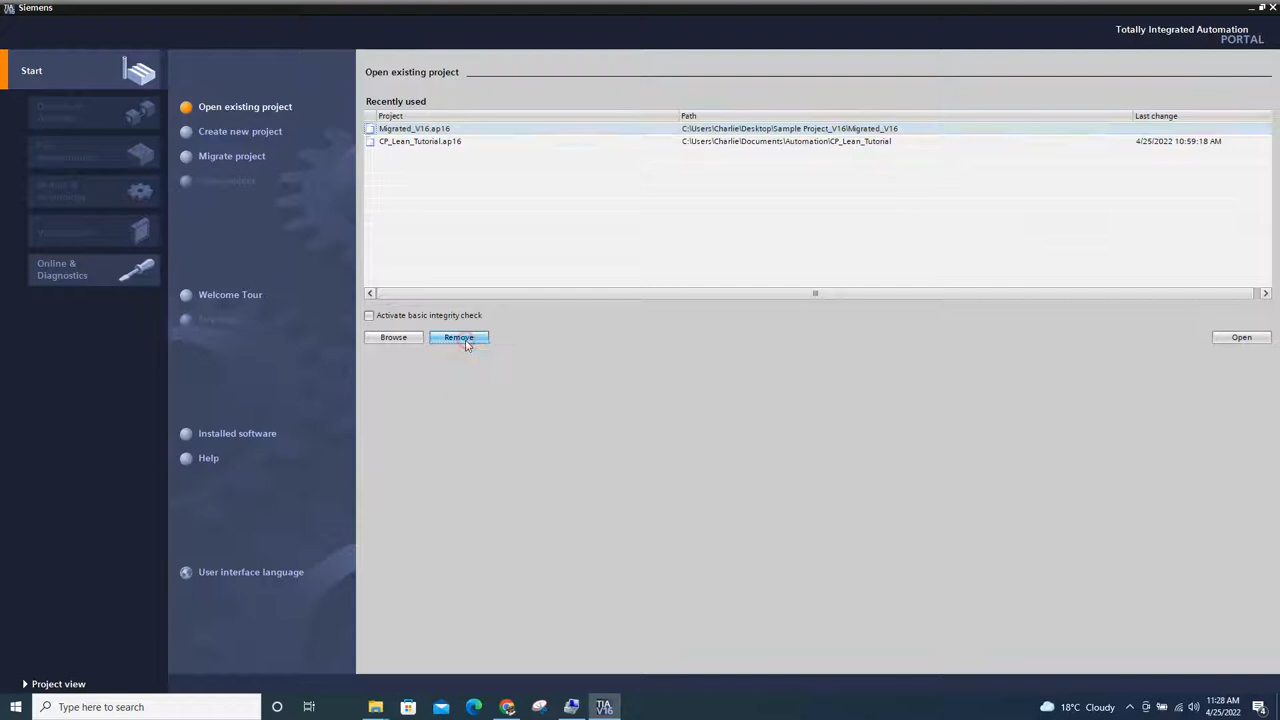 Siemens
Totally Integrated Automation
PORTAL
Start
Online &
Diagnostics
Open existing project
Create new project
Migrate project
Welcome Tour
Installed software
Help
User interface language
Open existing project
Recently used
Project Path Last change
Migrated_V16.ap16 C:\Users\Charlie\Desktop\Sample Project_V16\Migrated_V16
CP_Lean_Tutorial.ap16 C:\Users\Charlie\Documents\Automation\CP_Lean_Tutorial 4/25/2022 10:59:18 AM
Activate basic integrity check
Browse Remove Open
Project view
Type here to search
TIA
V16
18°C Cloudy
11:28 AM
4/25/2022